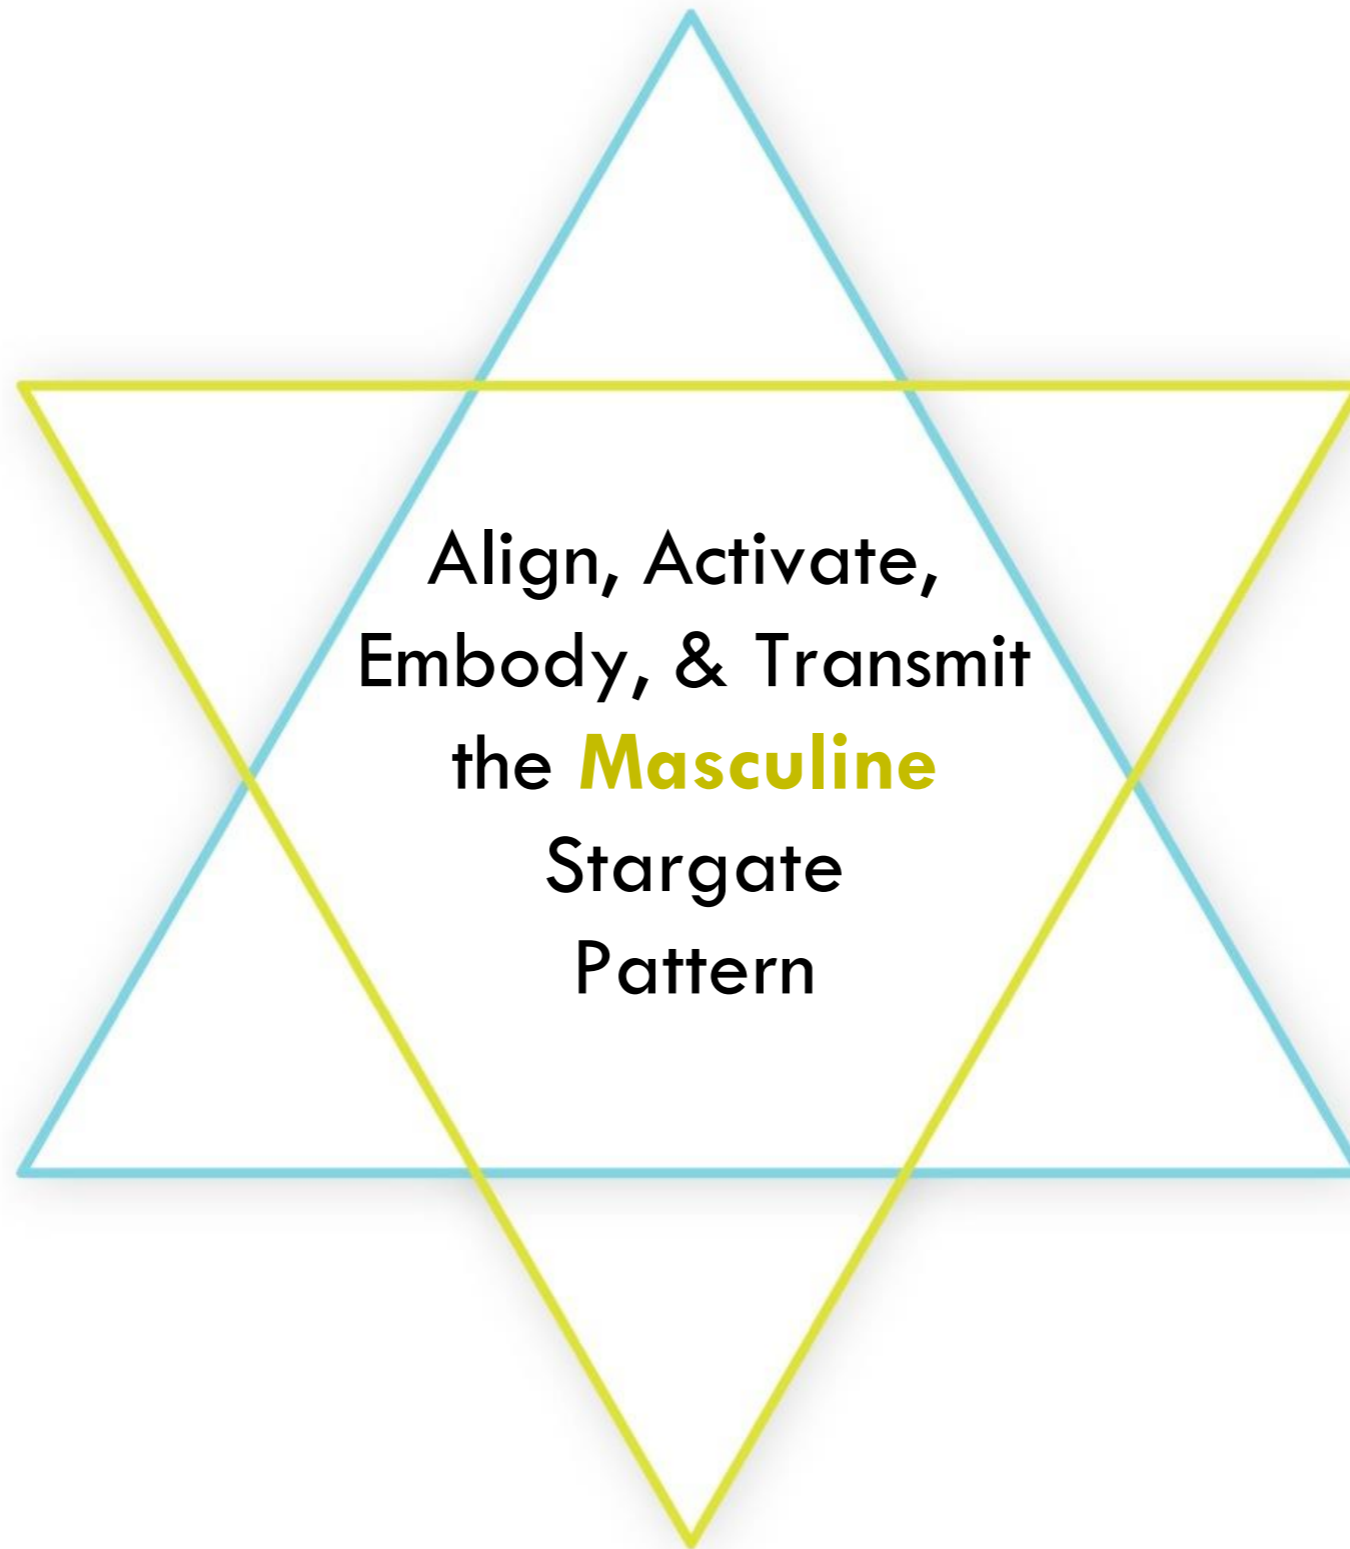 Align, Activate,
Embody, & Transmit
the Masculine
Stargate
Pattern